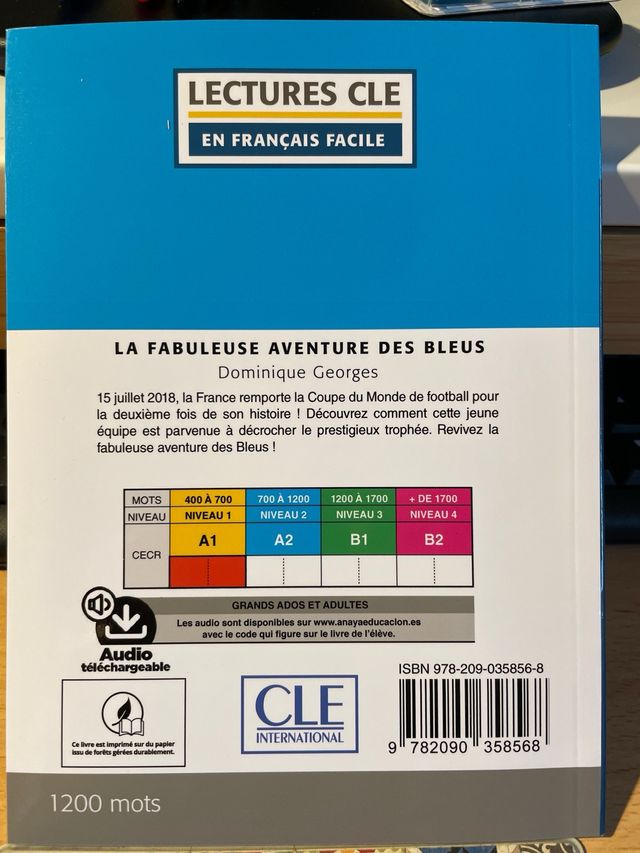 LECTURES CLE
EN FRANÇAIS FACILE
LA FABULEUSE AVENTURE DES BLEUS
Dominique Georges
15 juillet 2018, la France remporte la Coupe du Monde de football pour
la deuxième fois de son histoire ! Découvrez comment cette jeune
équipe est parvenue à décrocher le prestigieux trophée. Revivez la
fabuleuse aventure des Bleus !
MOTS 400 À 700 700 À 1200 1200 À 1700 + DE 1700
NIVEAU NIVEAU 1 NIVEAU 2 NIVEAU 3 NIVEAU 4
CECR A1 A2 B1 B2
GRANDS ADOS ET ADULTES
Les audio sont disponibles sur www.anayaeducacion.es
avec le code qui figure sur le livre de l'élève.
Audio
téléchargeable
Ce livre est imprimé sur du papier
issu de forêts gérées durablement.
CLE
INTERNATIONAL
ISBN 978-209-035856-8
9 782090 358568
1200 mots